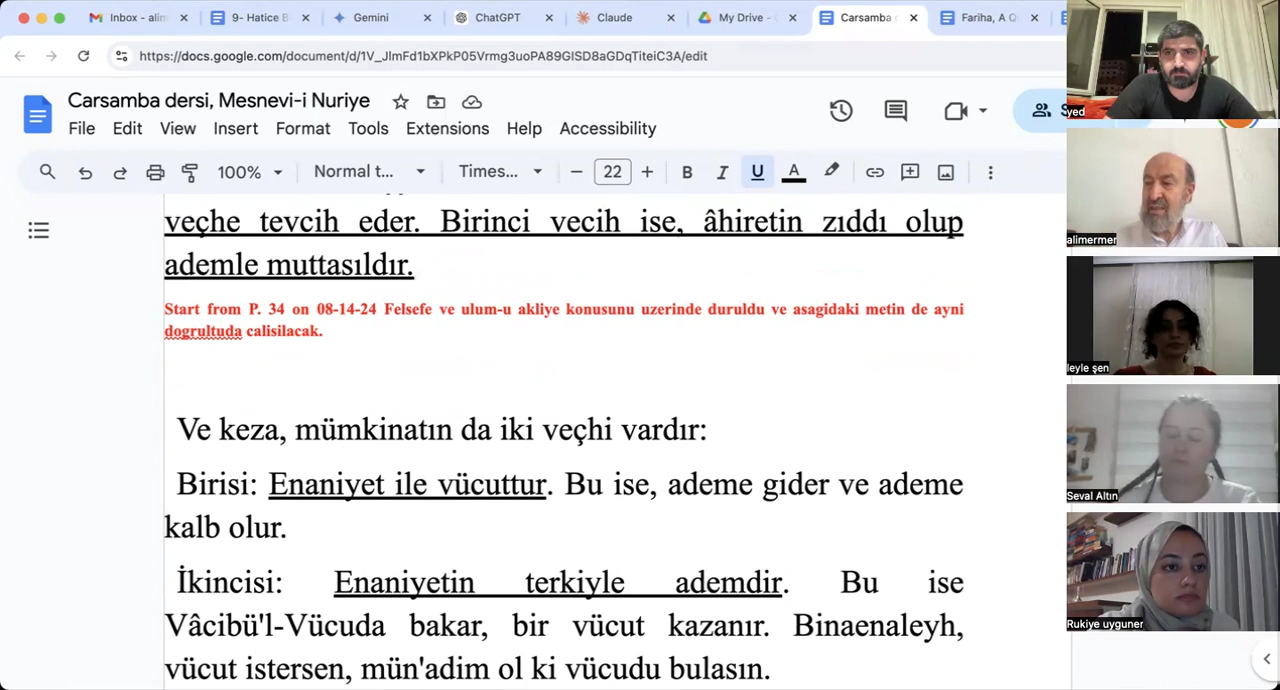 Inbox - alim
9- Hatice B
Gemini
ChatGPT
Claude
My Drive -
Carsamba d
Fariha, A Q
https://docs.google.com/document/d/1V_JlmFd1bXPkP05Vrmg3uoPA89GlSD8aGDqTiteiC3A/edit
Carsamba dersi, Mesnevi-i Nuriye
File Edit View Insert Format Tools Extensions Help Accessibility
100% Normal t... Times... 22 B I U A
veçhe tevcih eder. Birinci vecih ise, âhiretin zıddı olup
ademle muttasıldır.
Start from P. 34 on 08-14-24 Felsefe ve ulum-u akliye konusunu uzerinde duruldu ve asagidaki metin de ayni
dogrultuda calisilacak.
Ve keza, mümkinatın da iki veçhi vardır:
Birisi: Enaniyet ile vücuttur. Bu ise, ademe gider ve ademe
kalb olur.
İkincisi: Enaniyetin terkiyle ademdir. Bu ise
Vâcibü'l-Vücuda bakar, bir vücut kazanır. Binaenaleyh,
vücut istersen, mün'adim ol ki vücudu bulasın.
syed
alimermer
leyle şen
Seval Altın
Rukiye uyguner